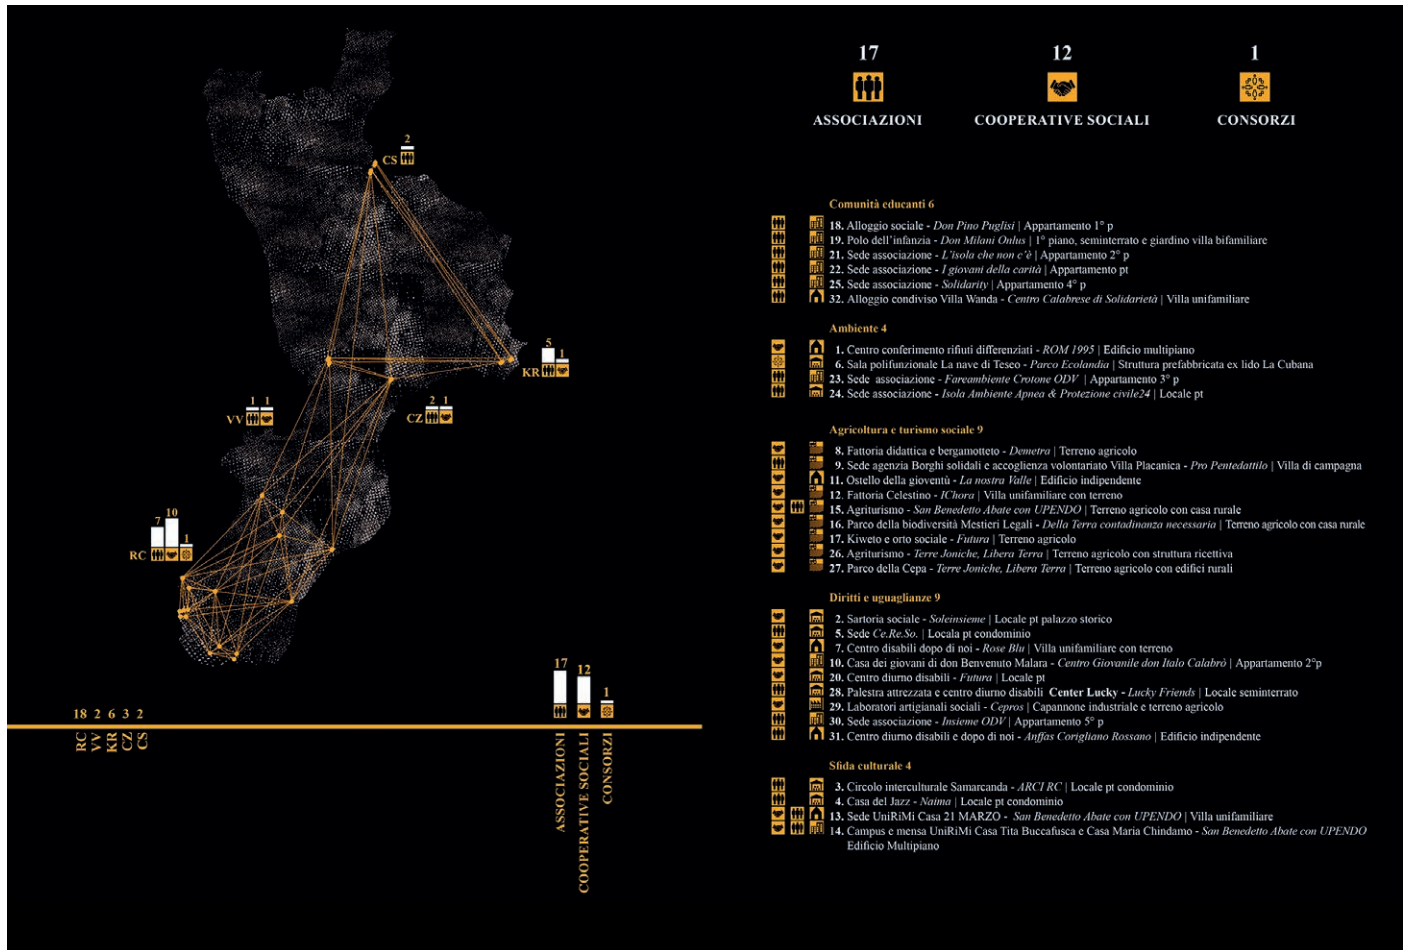 17 12 1
ASSOCIAZIONI COOPERATIVE SOCIALI CONSORZI
2
CS
5 1
KR
2 1
CZ
1 1
VV
7 10 1
RC
18 2 6 3 2
RC VV KR CZ CS
17 12 1
ASSOCIAZIONI
COOPERATIVE SOCIALI
CONSORZI
Comunità educanti 6
18. Alloggio sociale - Don Pino Puglisi | Appartamento 1° p
19. Polo dell'infanzia - Don Milani Onlus | 1° piano, seminterrato e giardino villa bifamiliare
21. Sede associazione - L'isola che non c'è | Appartamento 2° p
22. Sede associazione - I giovani della carità | Appartamento pt
25. Sede associazione - Solidarity | Appartamento 4° p
32. Alloggio condiviso Villa Wanda - Centro Calabrese di Solidarietà | Villa unifamiliare
Ambiente 4
1. Centro conferimento rifiuti differenziati - ROM 1995 | Edificio multipiano
6. Sala polifunzionale La nave di Teseo - Parco Ecolandia | Struttura prefabbricata ex lido La Cubana
23. Sede associazione - Fareambiente Crotone ODV | Appartamento 3° p
24. Sede associazione - Isola Ambiente Apnea & Protezione civile24 | Locale pt
Agricoltura e turismo sociale 9
8. Fattoria didattica e bergamotteto - Demetra | Terreno agricolo
9. Sede agenzia Borghi solidali e accoglienza volontariato Villa Placanica - Pro Pentedattilo | Villa di campagna
11. Ostello della gioventù - La nostra Valle | Edificio indipendente
12. Fattoria Celestino - IChora | Villa unifamiliare con terreno
15. Agriturismo - San Benedetto Abate con UPENDO | Terreno agricolo con casa rurale
16. Parco della biodiversità Mestieri Legali - Della Terra contadinanza necessaria | Terreno agricolo con casa rurale
17. Kiweto e orto sociale - Futura | Terreno agricolo
26. Agriturismo - Terre Joniche, Libera Terra | Terreno agricolo con struttura ricettiva
27. Parco della Cepa - Terre Joniche, Libera Terra | Terreno agricolo con edifici rurali
Diritti e uguaglianze 9
2. Sartoria sociale - Soleinsieme | Locale pt palazzo storico
5. Sede Ce.Re.So. | Locala pt condominio
7. Centro disabili dopo di noi - Rose Blu | Villa unifamiliare con terreno
10. Casa dei giovani di don Benvenuto Malara - Centro Giovanile don Italo Calabrò | Appartamento 2°p
20. Centro diurno disabili - Futura | Locale pt
28. Palestra attrezzata e centro diurno disabili Center Lucky - Lucky Friends | Locale seminterrato
29. Laboratori artigianali sociali - Cepros | Capannone industriale e terreno agricolo
30. Sede associazione - Insieme ODV | Appartamento 5° p
31. Centro diurno disabili e dopo di noi - Anffas Corigliano Rossano | Edificio indipendente
Sfida culturale 4
3. Circolo interculturale Samarcanda - ARCI RC | Locale pt condominio
4. Casa del Jazz - Naima | Locale pt condominio
13. Sede UniRiMi Casa 21 MARZO - San Benedetto Abate con UPENDO | Villa unifamiliare
14. Campus e mensa UniRiMi Casa Tita Buccafusca e Casa Maria Chindamo - San Benedetto Abate con UPENDO
Edificio Multipiano